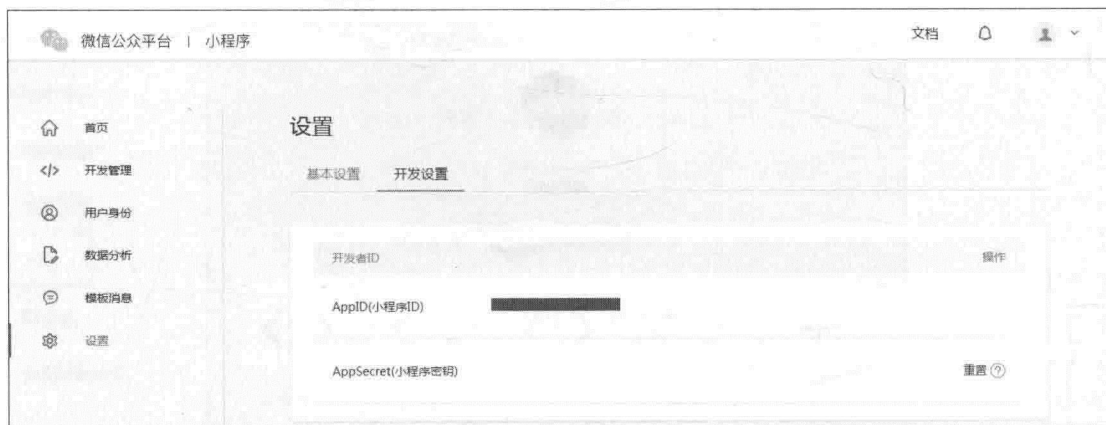 微信公众平台 | 小程序
文档
首页
开发管理
用户身份
数据分析
模板消息
设置
设置
基本设置 开发设置
开发者ID 操作
AppID(小程序ID)
AppSecret(小程序密钥) 重置